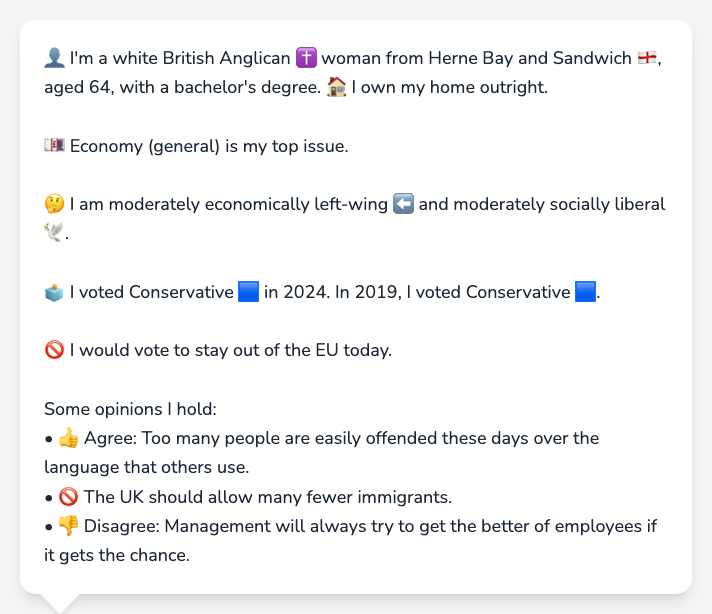 👤 I'm a white British Anglican ✝️ woman from Herne Bay and Sandwich 🏴󠁧󠁢󠁥󠁮󠁧󠁿,
aged 64, with a bachelor's degree. 🏠 I own my home outright.
💷 Economy (general) is my top issue.
🤔 I am moderately economically left-wing ⬅️ and moderately socially liberal
🕊️.
🗳️ I voted Conservative 🟦 in 2024. In 2019, I voted Conservative 🟦.
🚫 I would vote to stay out of the EU today.
Some opinions I hold:
• 👍 Agree: Too many people are easily offended these days over the
language that others use.
• 🚫 The UK should allow many fewer immigrants.
• 👎 Disagree: Management will always try to get the better of employees if
it gets the chance.